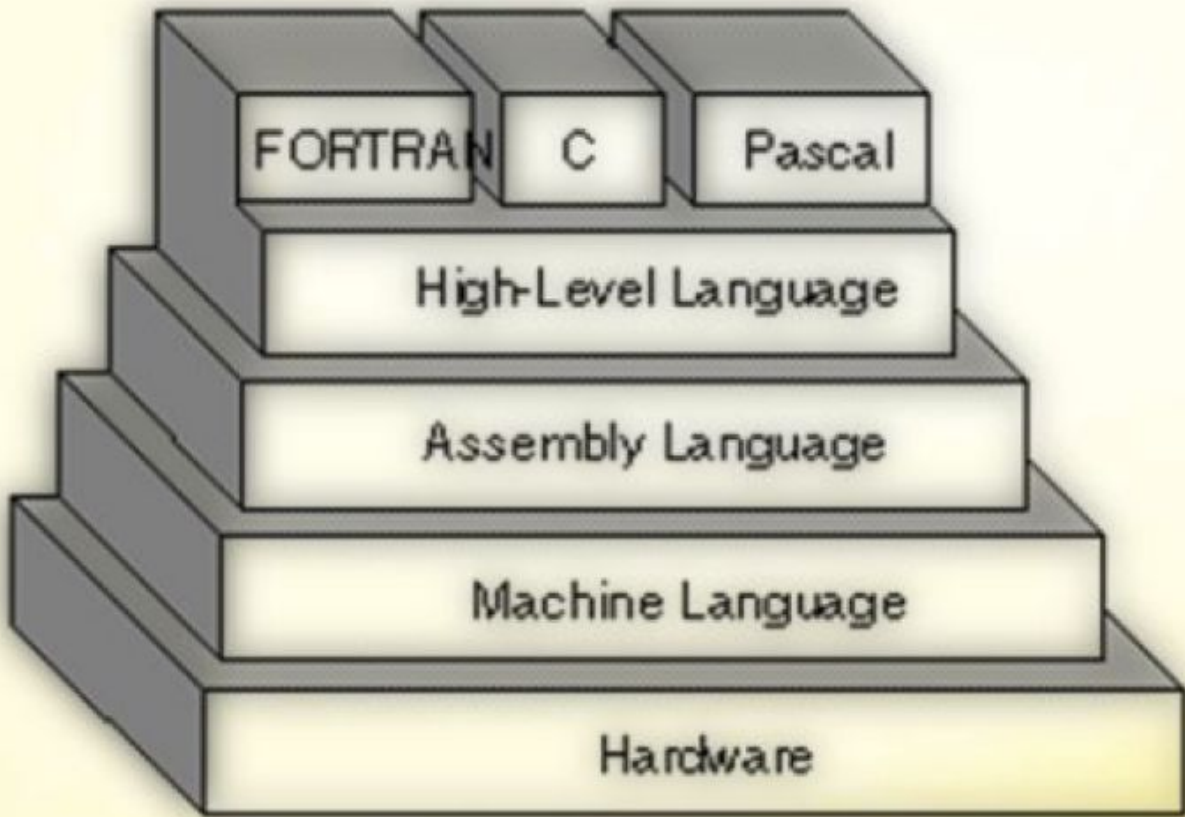 FORTRAN C Pascal
High-Level Language
Assembly Language
Machine Language
Hardware